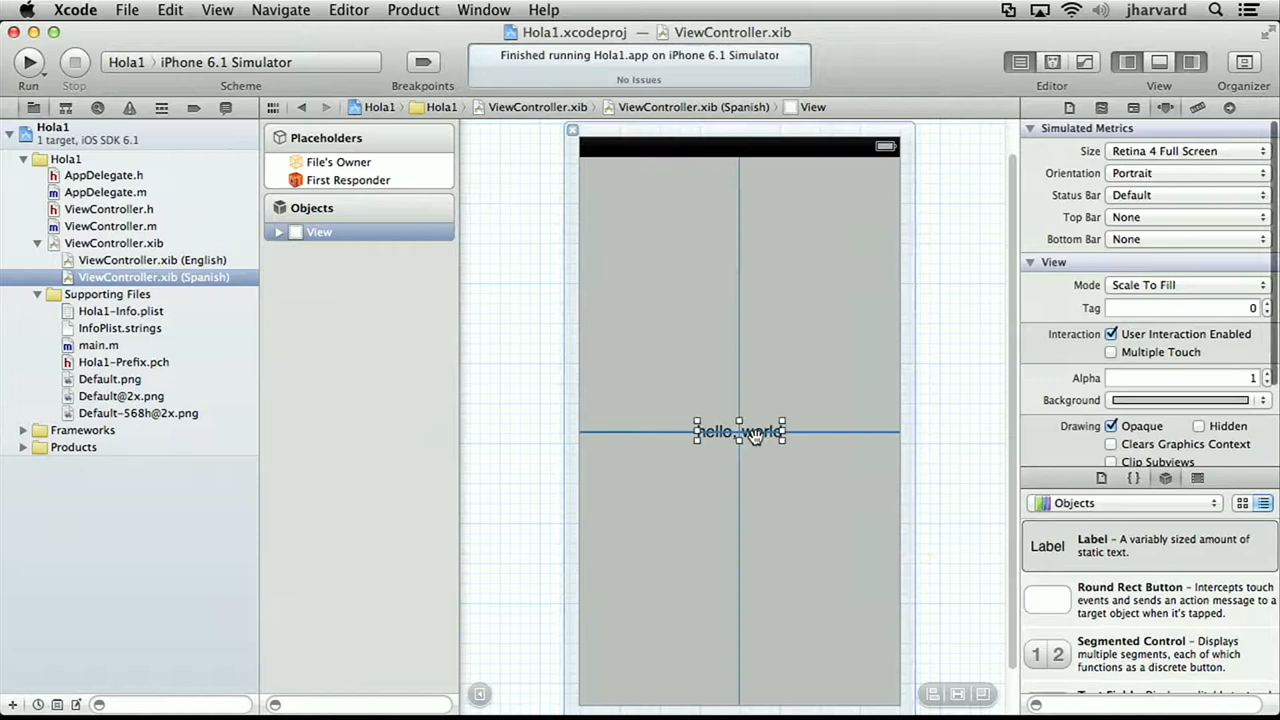 Xcode File Edit View Navigate Editor Product Window Help jharvard
Hola1.xcodeproj — ViewController.xib
Hola1 〉 iPhone 6.1 Simulator
Finished running Hola1.app on iPhone 6.1 Simulator
No Issues
Run Stop Scheme Breakpoints Editor View Organizer
Hola1 Hola1 ViewController.xib ViewController.xib (Spanish) View
Hola1
1 target, iOS SDK 6.1
Hola1
AppDelegate.h
AppDelegate.m
ViewController.h
ViewController.m
ViewController.xib
ViewController.xib (English)
ViewController.xib (Spanish)
Supporting Files
Hola1-Info.plist
InfoPlist.strings
main.m
Hola1-Prefix.pch
Default.png
Default@2x.png
Default-568h@2x.png
Frameworks
Products
Placeholders
File's Owner
First Responder
Objects
View
hello, world
Simulated Metrics
Size Retina 4 Full Screen
Orientation Portrait
Status Bar Default
Top Bar None
Bottom Bar None
View
Mode Scale To Fill
Tag 0
Interaction User Interaction Enabled
Multiple Touch
Alpha 1
Background
Drawing Opaque Hidden
Clears Graphics Context
Clip Subviews
Objects
Label
Label – A variably sized amount of
static text.
Round Rect Button – Intercepts touch
events and sends an action message to a
target object when it's tapped.
1 2
Segmented Control – Displays
multiple segments, each of which
functions as a discrete button.